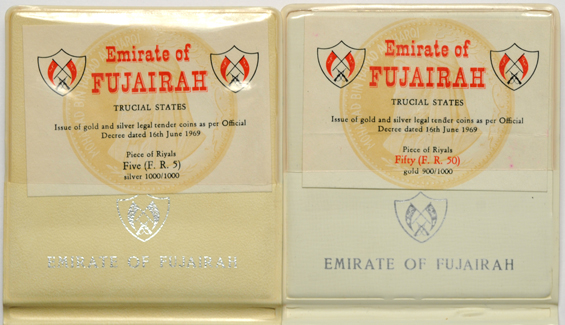 Emirate of
FUJAIRAH
TRUCIAL STATES
Issue of gold and silver legal tender coins as per Official
Decree dated 16th June 1969
Piece of Riyals
Five (F. R. 5)
silver 1000/1000
EMIRATE OF FUJAIRAH
Emirate of
FUJAIRAH
TRUCIAL STATES
Issue of gold and silver legal tender coins as per Official
Decree dated 16th June 1969
Piece of Riyals
Fifty (F. R. 50)
gold 900/1000
EMIRATE OF FUJAIRAH